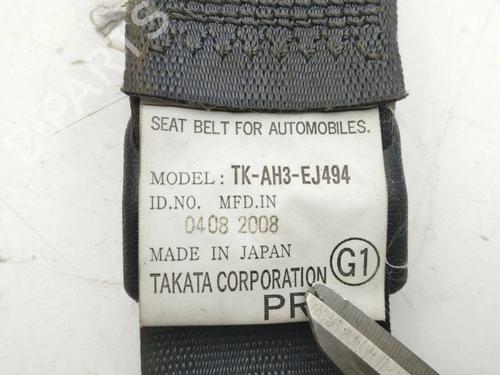 SEAT BELT FOR AUTOMOBILES.
MODEL: TK-AH3-EJ494
ID.NO. MFD.IN
0408 2008
MADE IN JAPAN
TAKATA CORPORATION G1
PR